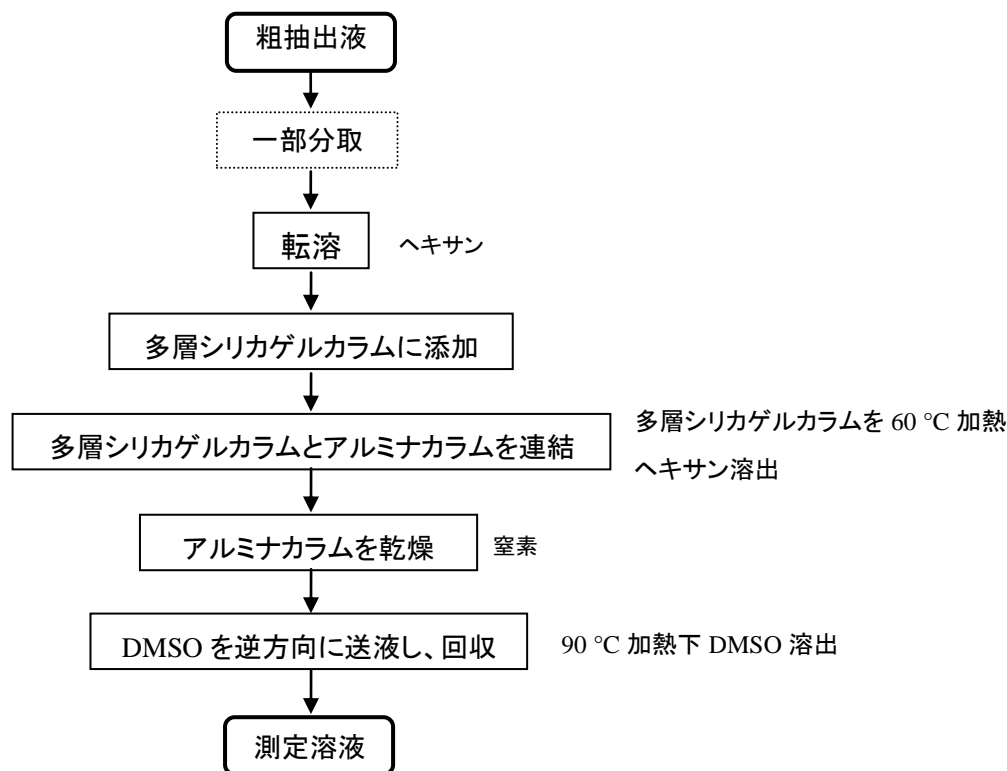 粗抽出液
一部分取
転溶
ヘキサン
多層シリカゲルカラムに添加
多層シリカゲルカラムとアルミナカラムを連結
多層シリカゲルカラムを 60 °C 加熱
ヘキサン溶出
アルミナカラムを乾燥
窒素
DMSO を逆方向に送液し、回収
90 °C 加熱下 DMSO 溶出
測定溶液